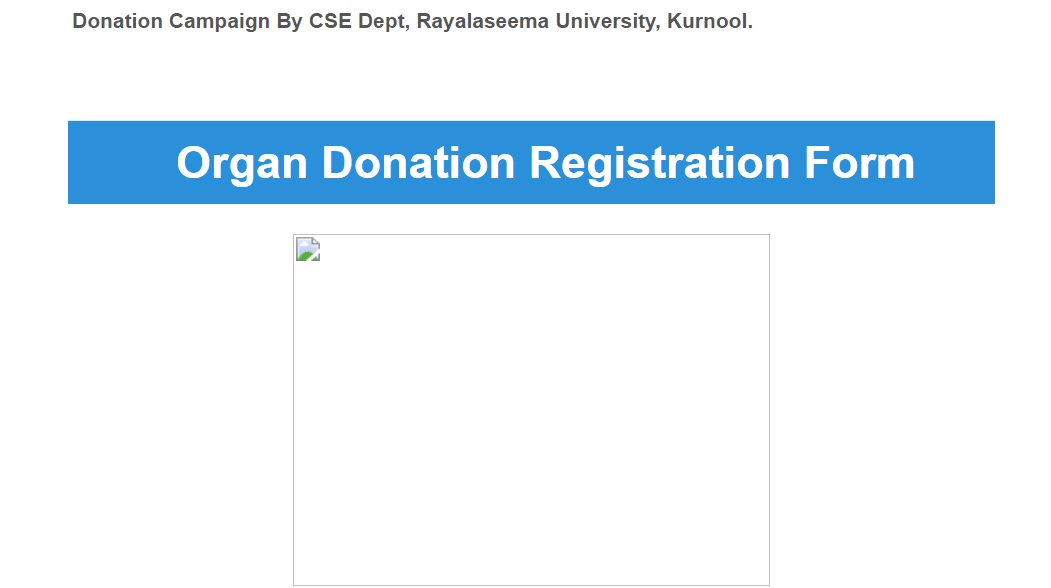 Donation Campaign By CSE Dept, Rayalaseema University, Kurnool.
Organ Donation Registration Form